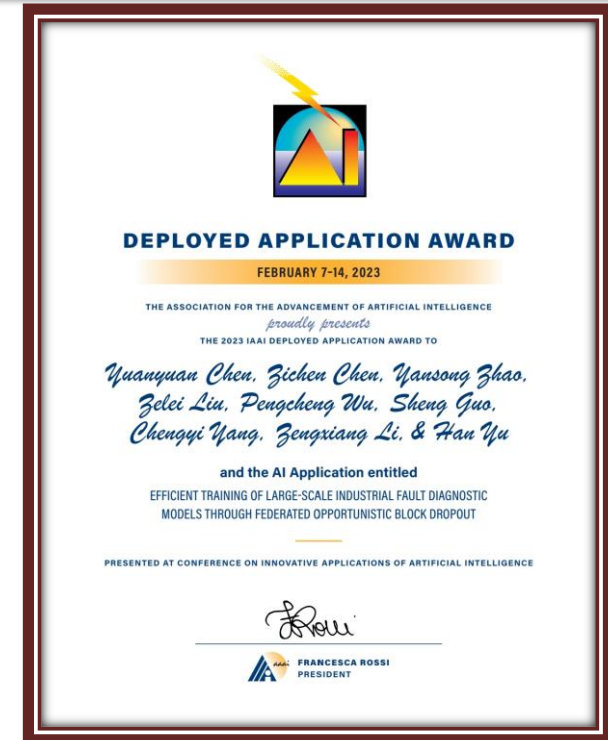 AI
DEPLOYED APPLICATION AWARD
FEBRUARY 7-14, 2023
THE ASSOCIATION FOR THE ADVANCEMENT OF ARTIFICIAL INTELLIGENCE
proudly presents
THE 2023 IAAI DEPLOYED APPLICATION AWARD TO
Yuanyuan Chen, Zichen Chen, Yansong Zhao,
Zelei Liu, Pengcheng Wu, Sheng Guo,
Chengyi Yang, Zengxiang Li, & Han Yu
and the AI Application entitled
EFFICIENT TRAINING OF LARGE-SCALE INDUSTRIAL FAULT DIAGNOSTIC
MODELS THROUGH FEDERATED OPPORTUNISTIC BLOCK DROPOUT
PRESENTED AT CONFERENCE ON INNOVATIVE APPLICATIONS OF ARTIFICIAL INTELLIGENCE
FRossi
aaai
FRANCESCA ROSSI
PRESIDENT